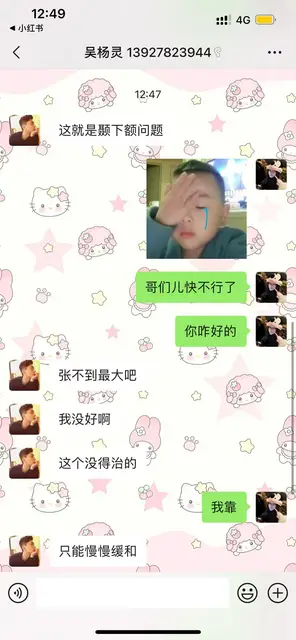 12:49
4G
小红书
吴杨灵 13927823944
12:47
这就是颞下颌问题
哥们儿快不行了
你咋好的
张不到最大吧
我没好啊
这个没得治的
我靠
只能慢慢缓和